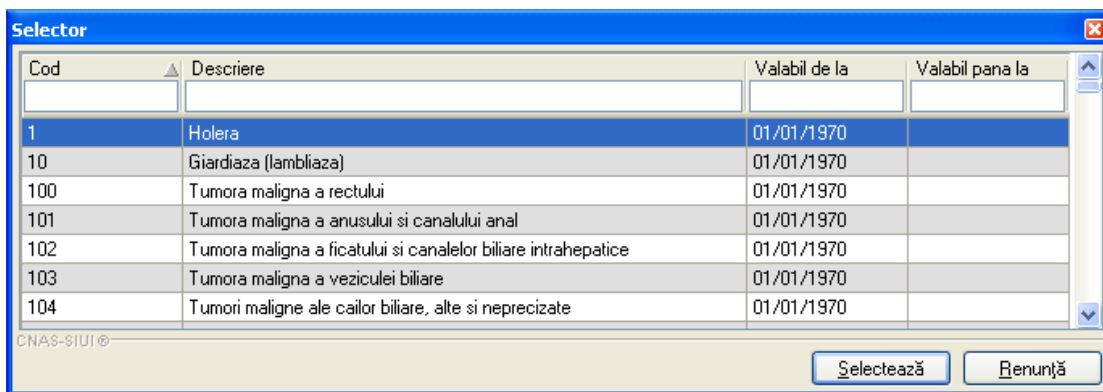 Selector
Cod Descriere Valabil de la Valabil pana la
1 Holera 01/01/1970
10 Giardiaza (lambliaza) 01/01/1970
100 Tumora maligna a rectului 01/01/1970
101 Tumora maligna a anusului si canalului anal 01/01/1970
102 Tumora maligna a ficatului si canalelor biliare intrahepatice 01/01/1970
103 Tumora maligna a veziculei biliare 01/01/1970
104 Tumori maligne ale cailor biliare, alte si neprecizate 01/01/1970
CNAS-SIUI ®
Selectează Renunţă